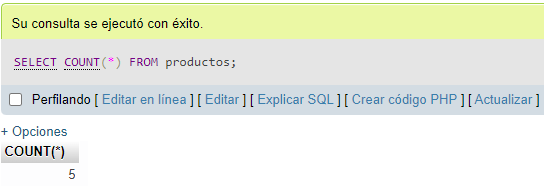 Su consulta se ejecutó con éxito.
SELECT COUNT(*) FROM productos;
Perfilando [ Editar en línea ] [ Editar ] [ Explicar SQL ] [ Crear código PHP ] [ Actualizar ]
+ Opciones
COUNT(*)
5